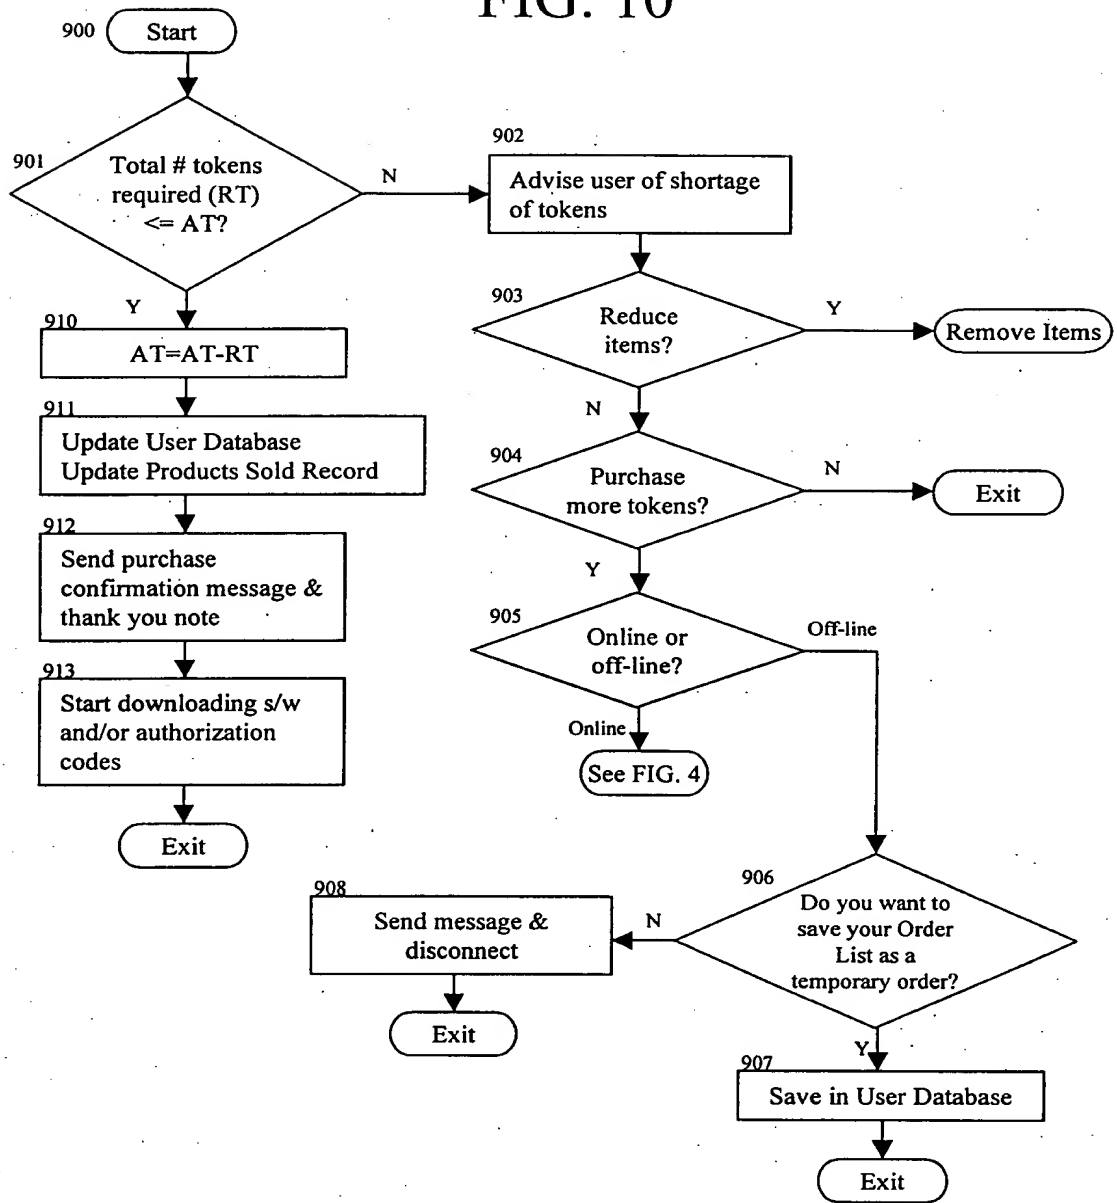 FIG. 10
900
Start
901
Total # tokens
required (RT)
<= AT?
N
902
Advise user of shortage
of tokens
Y
903
Reduce
items?
Y
Remove Items
910
AT=AT-RT
N
911
Update User Database
Update Products Sold Record
904
Purchase
more tokens?
N
Exit
912
Send purchase
confirmation message &
thank you note
Y
905
Online or
off-line?
Off-line
913
Start downloading s/w
and/or authorization
codes
Online
See FIG. 4
Exit
906
Do you want to
save your Order
List as a
temporary order?
N
908
Send message &
disconnect
Exit
Y
907
Save in User Database
Exit